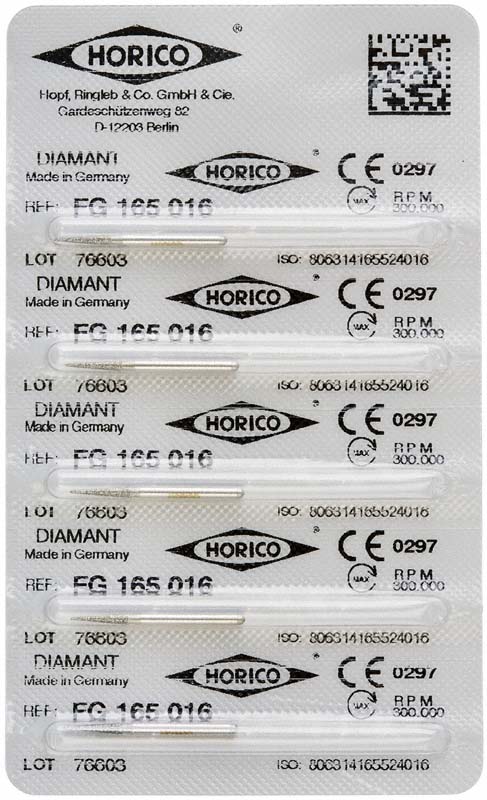 HORICO ®
Hopf, Ringleb & Co. GmbH & Cie.
Gardeschützenweg 82
D-12203 Berlin
DIAMANT HORICO ® CE 0297
Made in Germany
REF: FG 165 016 MAX RPM 300.000
LOT 76603 ISO: 806314165524016
DIAMANT HORICO ® CE 0297
Made in Germany
REF: FG 165 016 MAX RPM 300.000
LOT 76603 ISO: 806314165524016
DIAMANT HORICO ® CE 0297
Made in Germany
REF: FG 165 016 MAX RPM 300.000
LOT 76603 ISO: 806314165524016
DIAMANT HORICO ® CE 0297
Made in Germany
REF: FG 165 016 MAX RPM 300.000
LOT 76603 ISO: 806314165524016
DIAMANT HORICO ® CE 0297
Made in Germany
REF: FG 165 016 MAX RPM 300.000
LOT 76603 ISO: 806314165524016